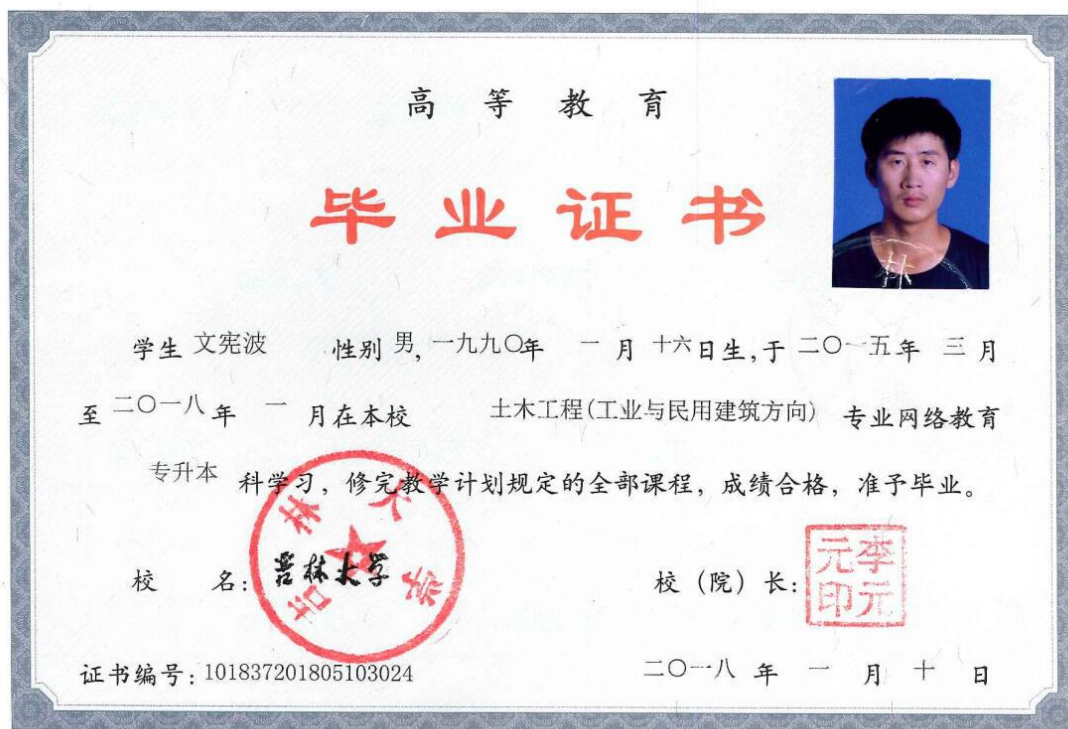 高等教育
毕业证书
林
学生 文宪波 性别 男, 一九九〇年 一 月 十六日生, 于 二〇一五年 三 月
至 二〇一八 年 一 月在本校 土木工程(工业与民用建筑方向) 专业网络教育
专升本 科学习, 修完教学计划规定的全部课程, 成绩合格, 准予毕业。
吉林大学
校 名: 吉林大学
校 (院) 长: 李元元印
证书编号: 101837201805103024
二〇一八 年 一 月 十 日